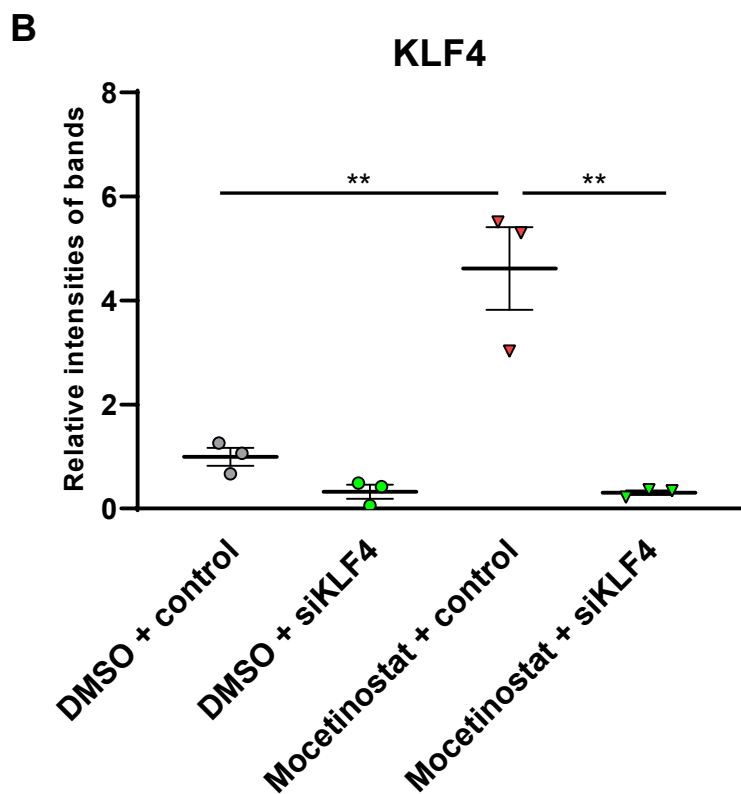 B
KLF4
Relative intensities of bands
8
6
4
2
0
**
**
DMSO + control
DMSO + siKLF4
Mocetinostat + control
Mocetinostat + siKLF4